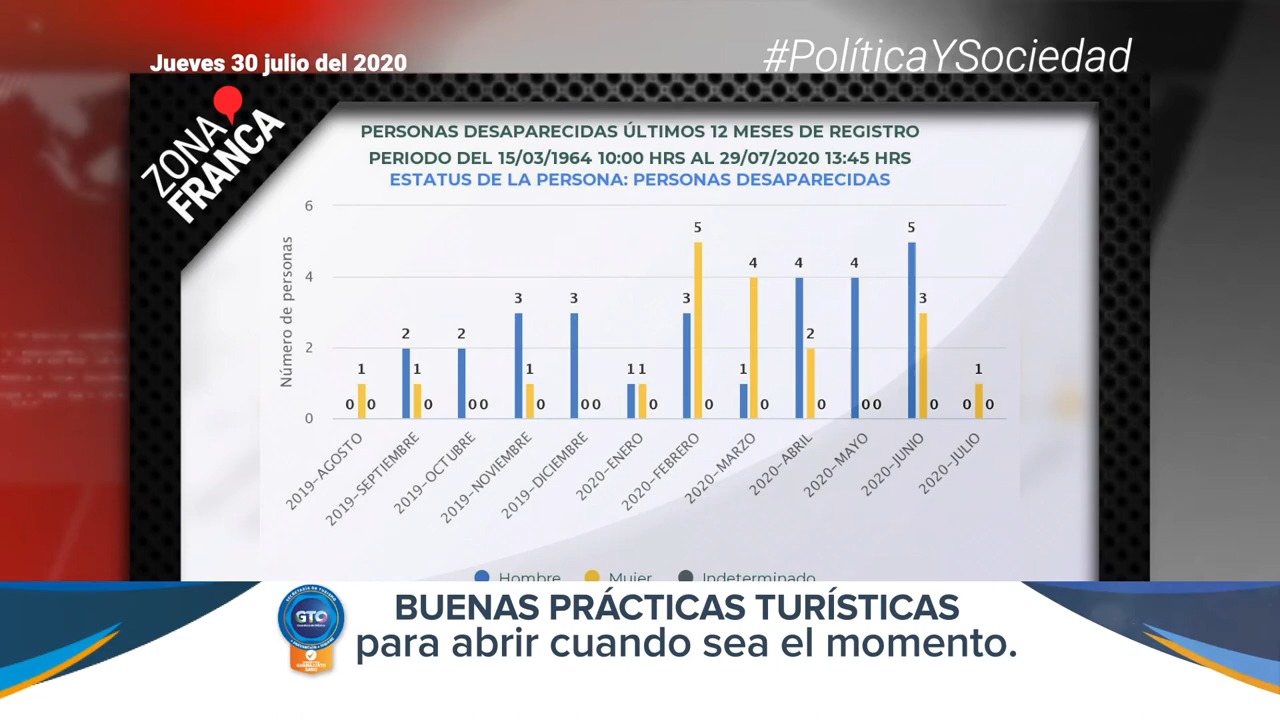 Jueves 30 julio del 2020
#PolíticaYSociedad
ZONA
FRANCA
PERSONAS DESAPARECIDAS ÚLTIMOS 12 MESES DE REGISTRO
PERIODO DEL 15/03/1964 10:00 HRS AL 29/07/2020 13:45 HRS
ESTATUS DE LA PERSONA: PERSONAS DESAPARECIDAS
Número de personas
6
4
2
0
0 1 0
2 1 0
2 0 0
3 1 0
3 0 0
1 1 0
3 5 0
1 4 0
4 2 0
4 0 0
5 3 0
0 1 0
2019-AGOSTO
2019-SEPTIEMBRE
2019-OCTUBRE
2019-NOVIEMBRE
2019-DICIEMBRE
2020-ENERO
2020-FEBRERO
2020-MARZO
2020-ABRIL
2020-MAYO
2020-JUNIO
2020-JULIO
Hombre Mujer Indeterminado
GTO
BUENAS PRÁCTICAS TURÍSTICAS
para abrir cuando sea el momento.